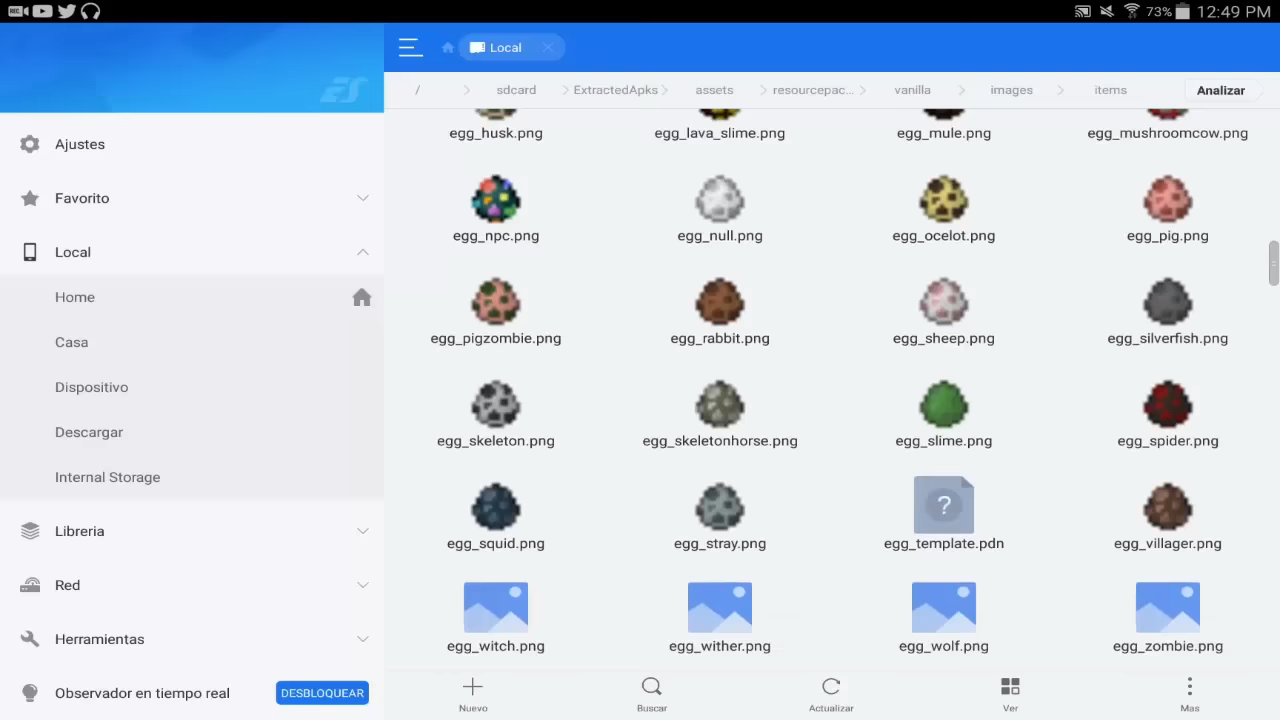 REC
73% 12:49 PM
ES
Ajustes
Favorito
Local
Home
Casa
Dispositivo
Descargar
Internal Storage
Libreria
Red
Herramientas
Observador en tiempo real DESBLOQUEAR
Local
/ sdcard ExtractedApks assets resourcepac... vanilla images items Analizar
egg_husk.png egg_lava_slime.png egg_mule.png egg_mushroomcow.png
egg_npc.png egg_null.png egg_ocelot.png egg_pig.png
egg_pigzombie.png egg_rabbit.png egg_sheep.png egg_silverfish.png
egg_skeleton.png egg_skeletonhorse.png egg_slime.png egg_spider.png
?
egg_squid.png egg_stray.png egg_template.pdn egg_villager.png
egg_witch.png egg_wither.png egg_wolf.png egg_zombie.png
Nuevo Buscar Actualizar Ver Mas